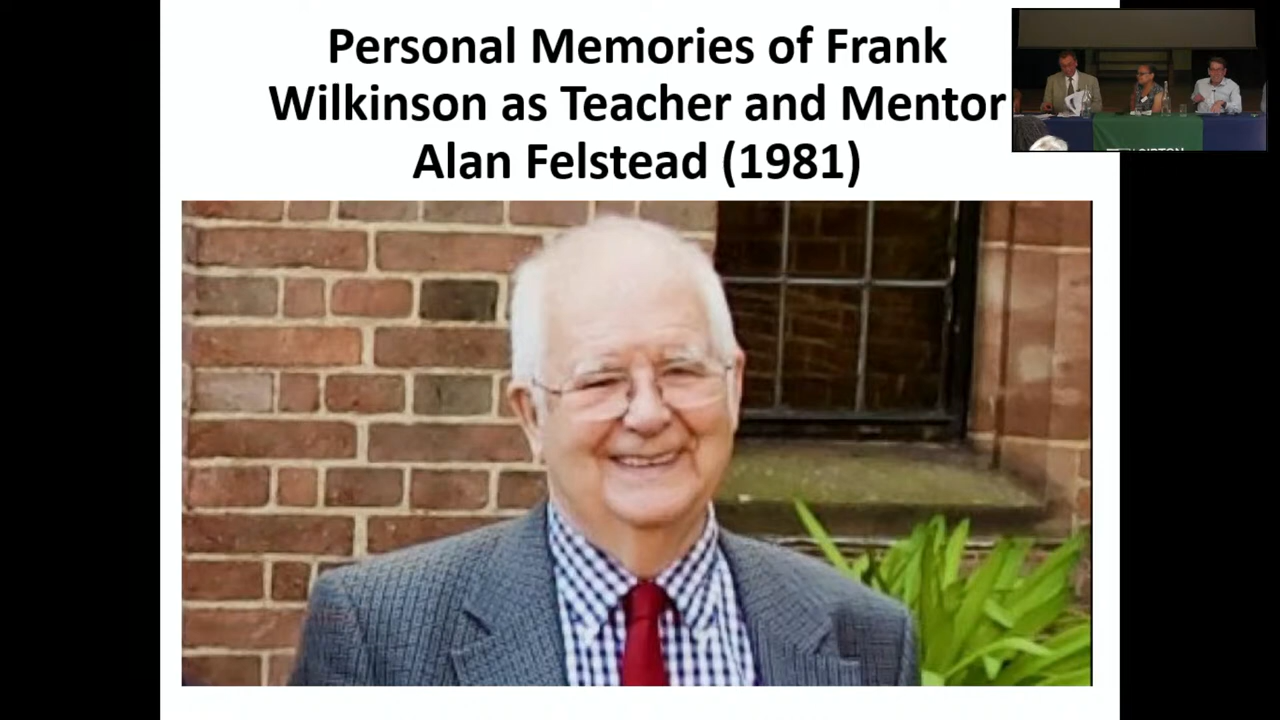 Personal Memories of Frank
Wilkinson as Teacher and Mentor
Alan Felstead (1981)